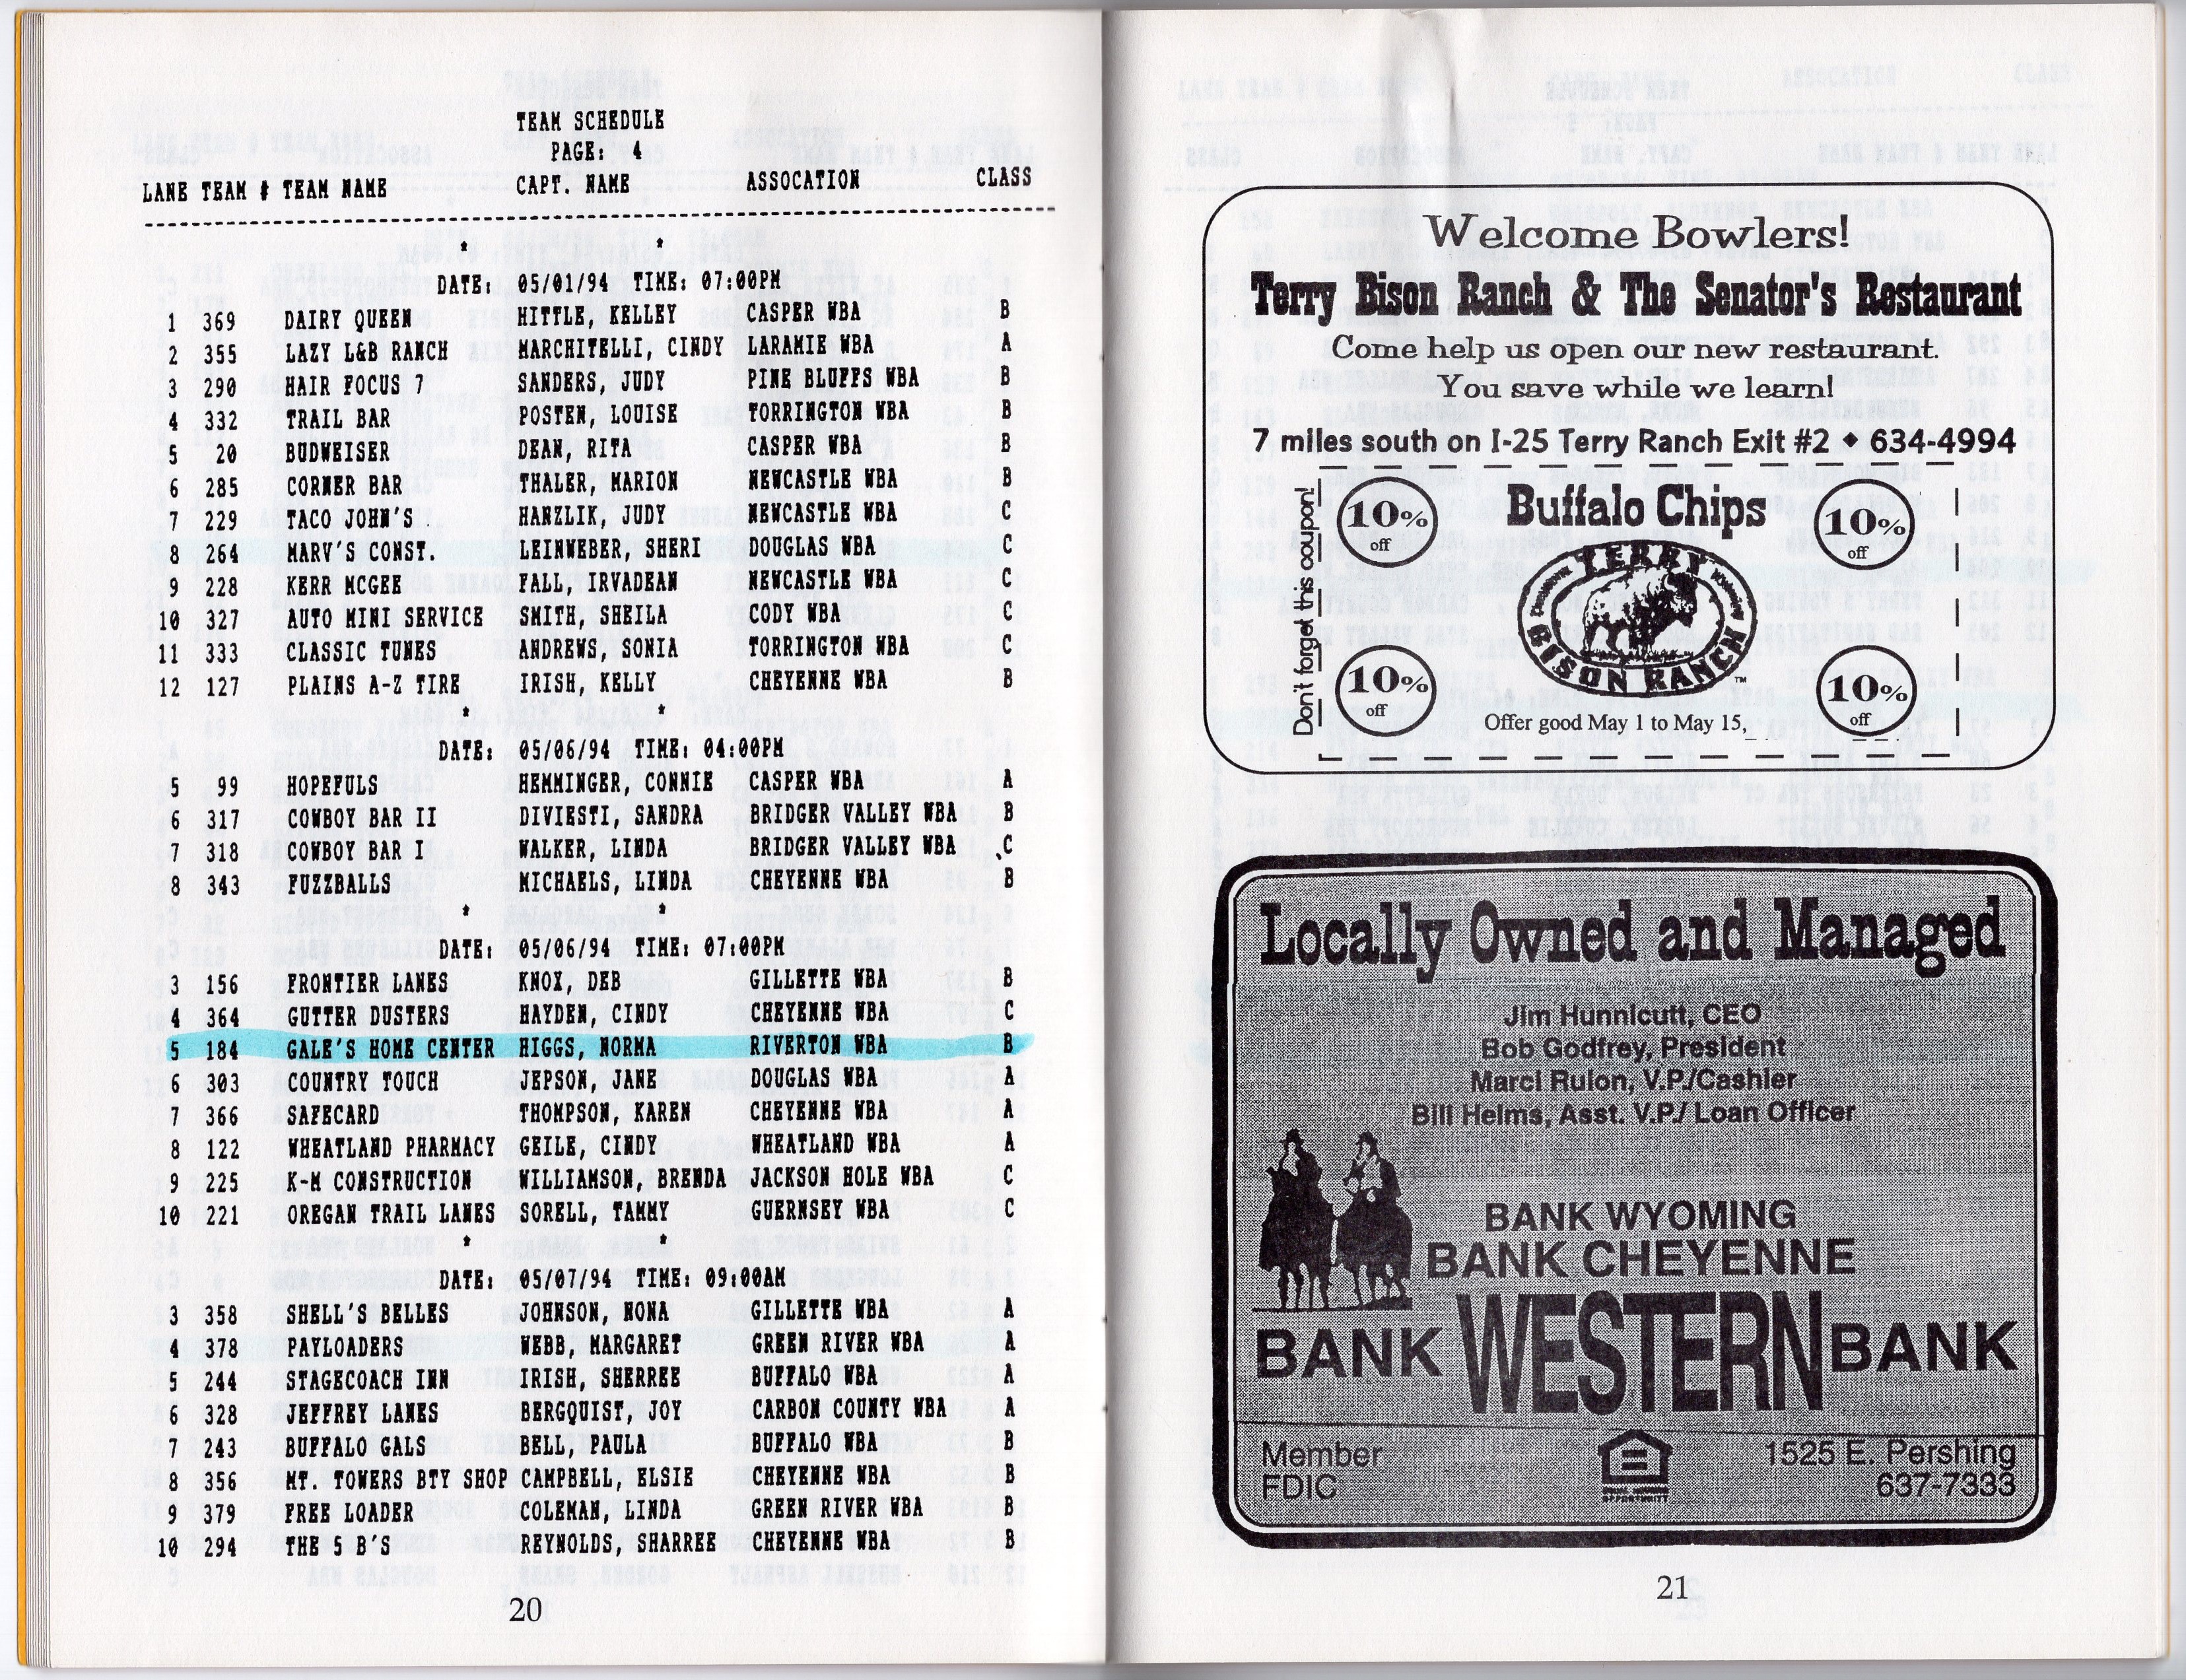 TEAM SCHEDULE
PAGE: 4
LANE TEAM # TEAM NAME CAPT. NAME ASSOCATION CLASS
* *
DATE: 05/01/94 TIME: 07:00PM
1 369 DAIRY QUEEN HITTLE, KELLEY CASPER WBA B
2 355 LAZY L&B RANCH MARCHITELLI, CINDY LARAMIE WBA A
3 290 HAIR FOCUS 7 SANDERS, JUDY PINE BLUFFS WBA B
4 332 TRAIL BAR POSTEN, LOUISE TORRINGTON WBA B
5 20 BUDWEISER DEAN, RITA CASPER WBA B
6 285 CORNER BAR THALER, MARION NEWCASTLE WBA B
7 229 TACO JOHN'S HANZLIK, JUDY NEWCASTLE WBA C
8 264 MARV'S CONST. LEINWEBER, SHERI DOUGLAS WBA C
9 228 KERR MCGEE FALL, IRVADEAN NEWCASTLE WBA C
10 327 AUTO MINI SERVICE SMITH, SHEILA CODY WBA C
11 333 CLASSIC TUNES ANDREWS, SONIA TORRINGTON WBA C
12 127 PLAINS A-Z TIRE IRISH, KELLY CHEYENNE WBA B
* *
DATE: 05/06/94 TIME: 04:00PM
5 99 HOPEFULS HEMMINGER, CONNIE CASPER WBA A
6 317 COWBOY BAR II DIVIESTI, SANDRA BRIDGER VALLEY WBA B
7 318 COWBOY BAR I WALKER, LINDA BRIDGER VALLEY WBA C
8 343 FUZZBALLS MICHAELS, LINDA CHEYENNE WBA B
* *
DATE: 05/06/94 TIME: 07:00PM
3 156 FRONTIER LANES KNOX, DEB GILLETTE WBA B
4 364 GUTTER DUSTERS HAYDEN, CINDY CHEYENNE WBA C
5 184 GALE'S HOME CENTER HIGGS, NORMA RIVERTON WBA B
6 303 COUNTRY TOUCH JEPSON, JANE DOUGLAS WBA A
7 366 SAFECARD THOMPSON, KAREN CHEYENNE WBA A
8 122 WHEATLAND PHARMACY GEILE, CINDY WHEATLAND WBA A
9 225 K-M CONSTRUCTION WILLIAMSON, BRENDA JACKSON HOLE WBA C
10 221 OREGAN TRAIL LANES SORELL, TAMMY GUERNSEY WBA C
* *
DATE: 05/07/94 TIME: 09:00AM
3 358 SHELL'S BELLES JOHNSON, NONA GILLETTE WBA A
4 378 PAYLOADERS WEBB, MARGARET GREEN RIVER WBA A
5 244 STAGECOACH INN IRISH, SHERREE BUFFALO WBA A
6 328 JEFFREY LANES BERGQUIST, JOY CARBON COUNTY WBA A
7 243 BUFFALO GALS BELL, PAULA BUFFALO WBA B
8 356 MT. TOWERS BTY SHOP CAMPBELL, ELSIE CHEYENNE WBA B
9 379 FREE LOADER COLEMAN, LINDA GREEN RIVER WBA B
10 294 THE 5 B'S REYNOLDS, SHARREE CHEYENNE WBA B
20
Welcome Bowlers!
Terry Bison Ranch & The Senator's Restaurant
Come help us open our new restaurant.
You save while we learn!
7 miles south on I-25 Terry Ranch Exit #2 ◆ 634-4994
Don't forget this coupon!
10% off
Buffalo Chips
10% off
TERRY
BISON RANCH
™
10% off
10% off
Offer good May 1 to May 15,
Locally Owned and Managed
Jim Hunnicutt, CEO
Bob Godfrey, President
Marci Rulon, V.P./Cashier
Bill Helms, Asst. V.P./ Loan Officer
BANK WYOMING
BANK CHEYENNE
BANK WESTERN BANK
Member
FDIC
1525 E. Pershing
637-7333
21